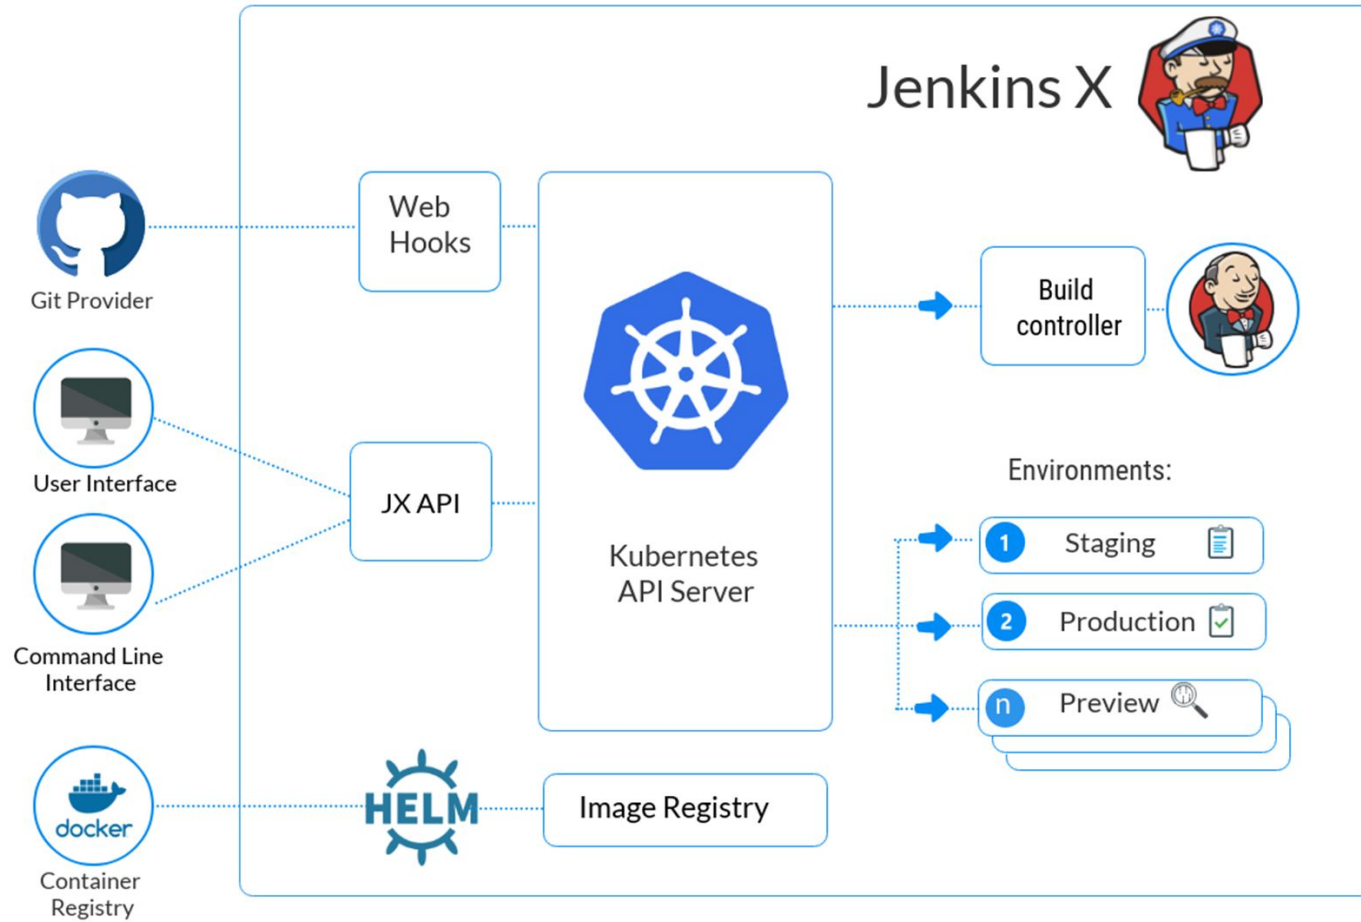 Jenkins X
Git Provider
Web
Hooks
Build
controller
User Interface
JX API
Kubernetes
API Server
Environments:
1 Staging
2 Production
n Preview
Command Line
Interface
docker
Container
Registry
HELM
Image Registry